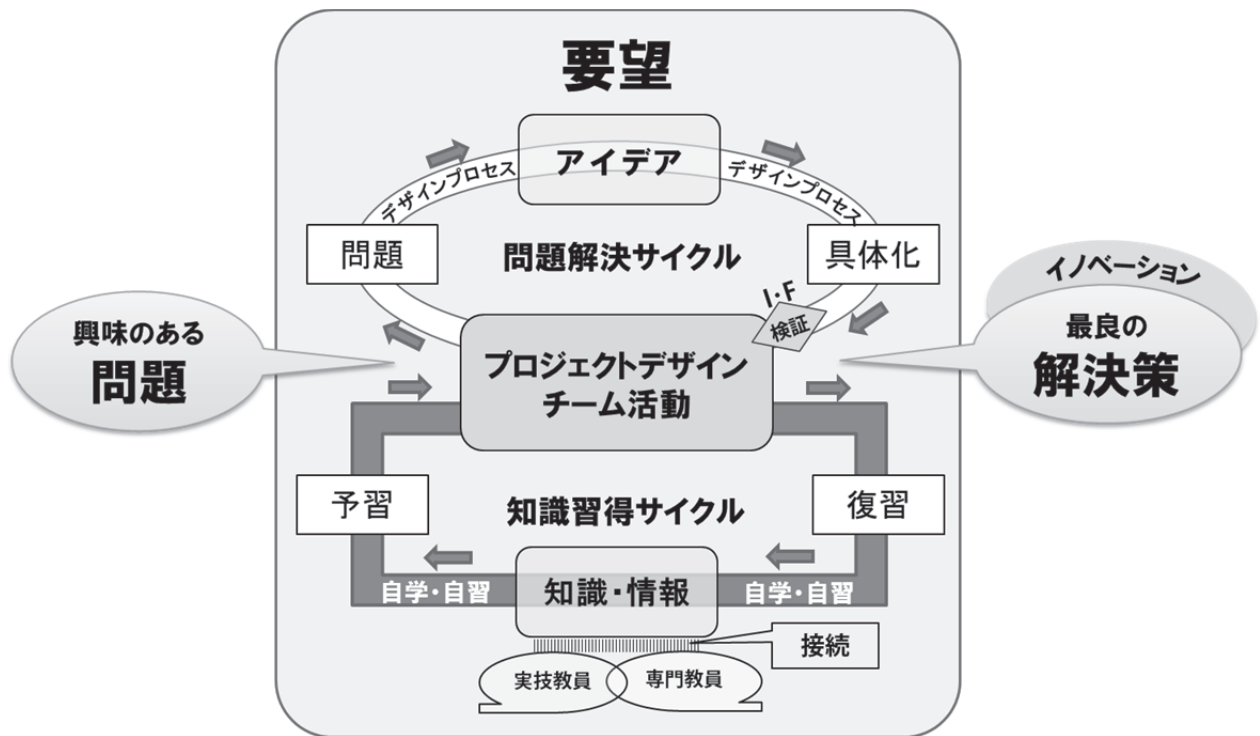 要望
アイデア
デザインプロセス
デザインプロセス
問題
問題解決サイクル
具体化
I・F
検証
興味のある
問題
イノベーション
最良の
解決策
プロジェクトデザイン
チーム活動
予習
知識習得サイクル
復習
自学・自習
知識・情報
自学・自習
接続
実技教員
専門教員